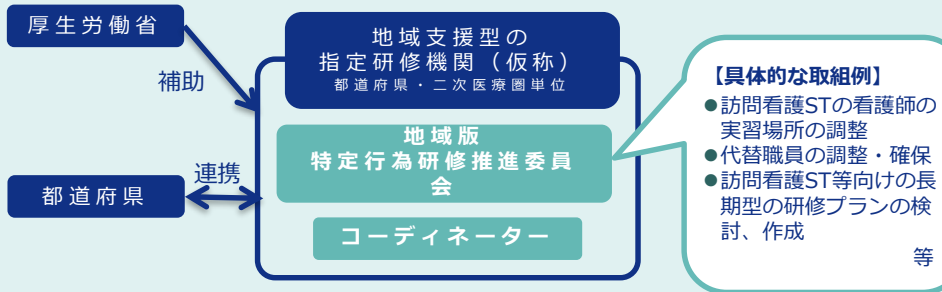 厚生労働省
補助
都道府県
連携
地域支援型の
指定研修機関（仮称）
都道府県・二次医療圏単位
地域版
特定行為研修推進委員
会
コーディネーター
【具体的な取組例】
●訪問看護STの看護師の
実習場所の調整
●代替職員の調整・確保
●訪問看護ST等向けの長
期型の研修プランの検
討、作成
等